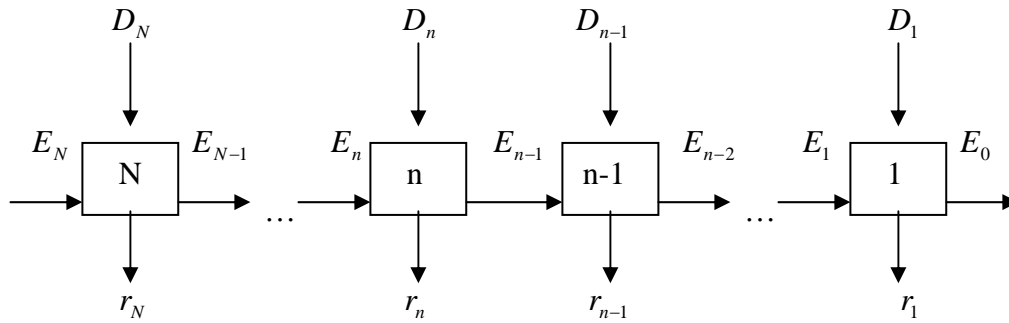 D_N D_n D_{n-1} D_1
E_N N E_{N-1} E_n n E_{n-1} n-1 E_{n-2} E_1 1 E_0
... ...
r_N r_n r_{n-1} r_1